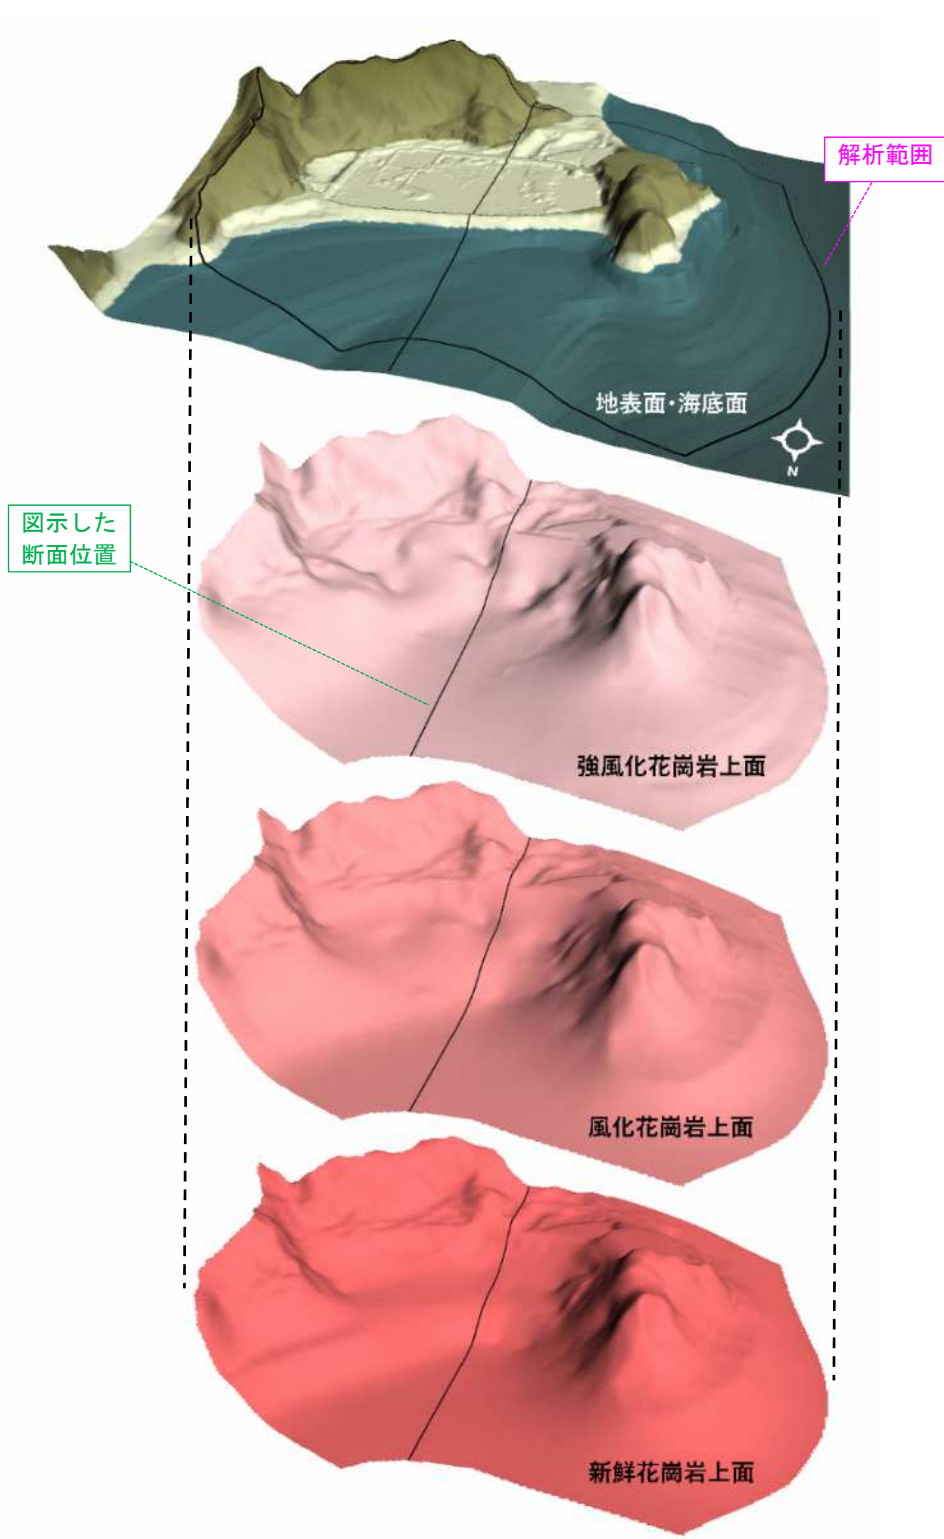 解析範囲
地表面・海底面
N
図示した
断面位置
強風化花崗岩上面
風化花崗岩上面
新鮮花崗岩上面